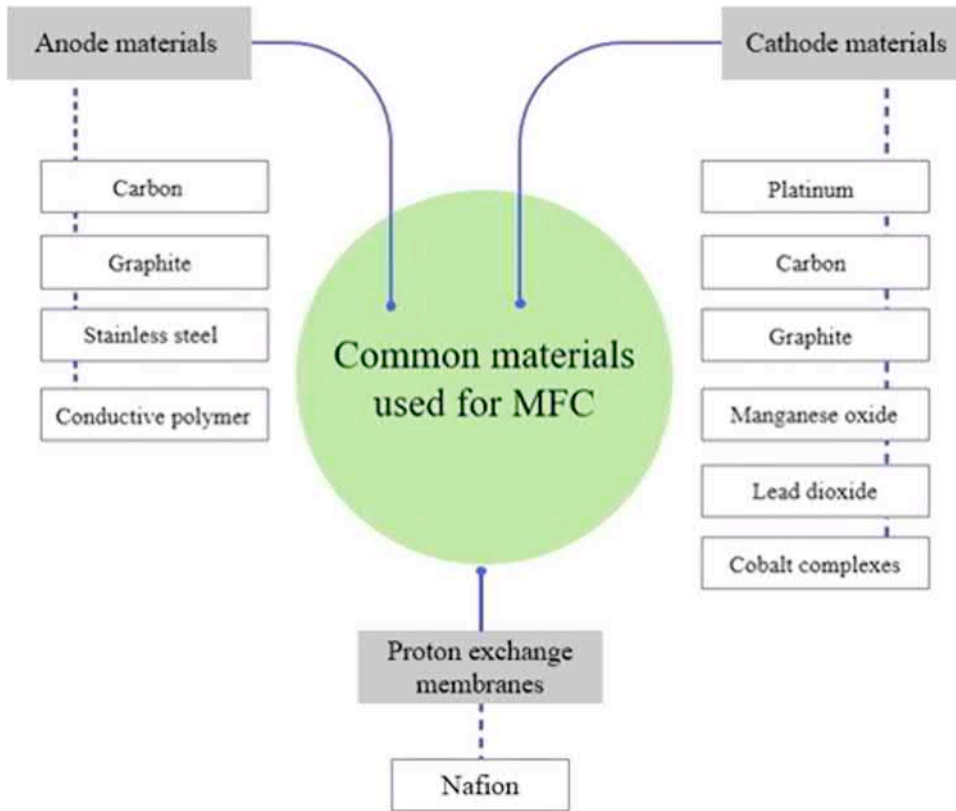 Anode materials
Cathode materials
Carbon
Graphite
Stainless steel
Conductive polymer
Platinum
Carbon
Graphite
Manganese oxide
Lead dioxide
Cobalt complexes
Common materials
used for MFC
Proton exchange
membranes
Nafion